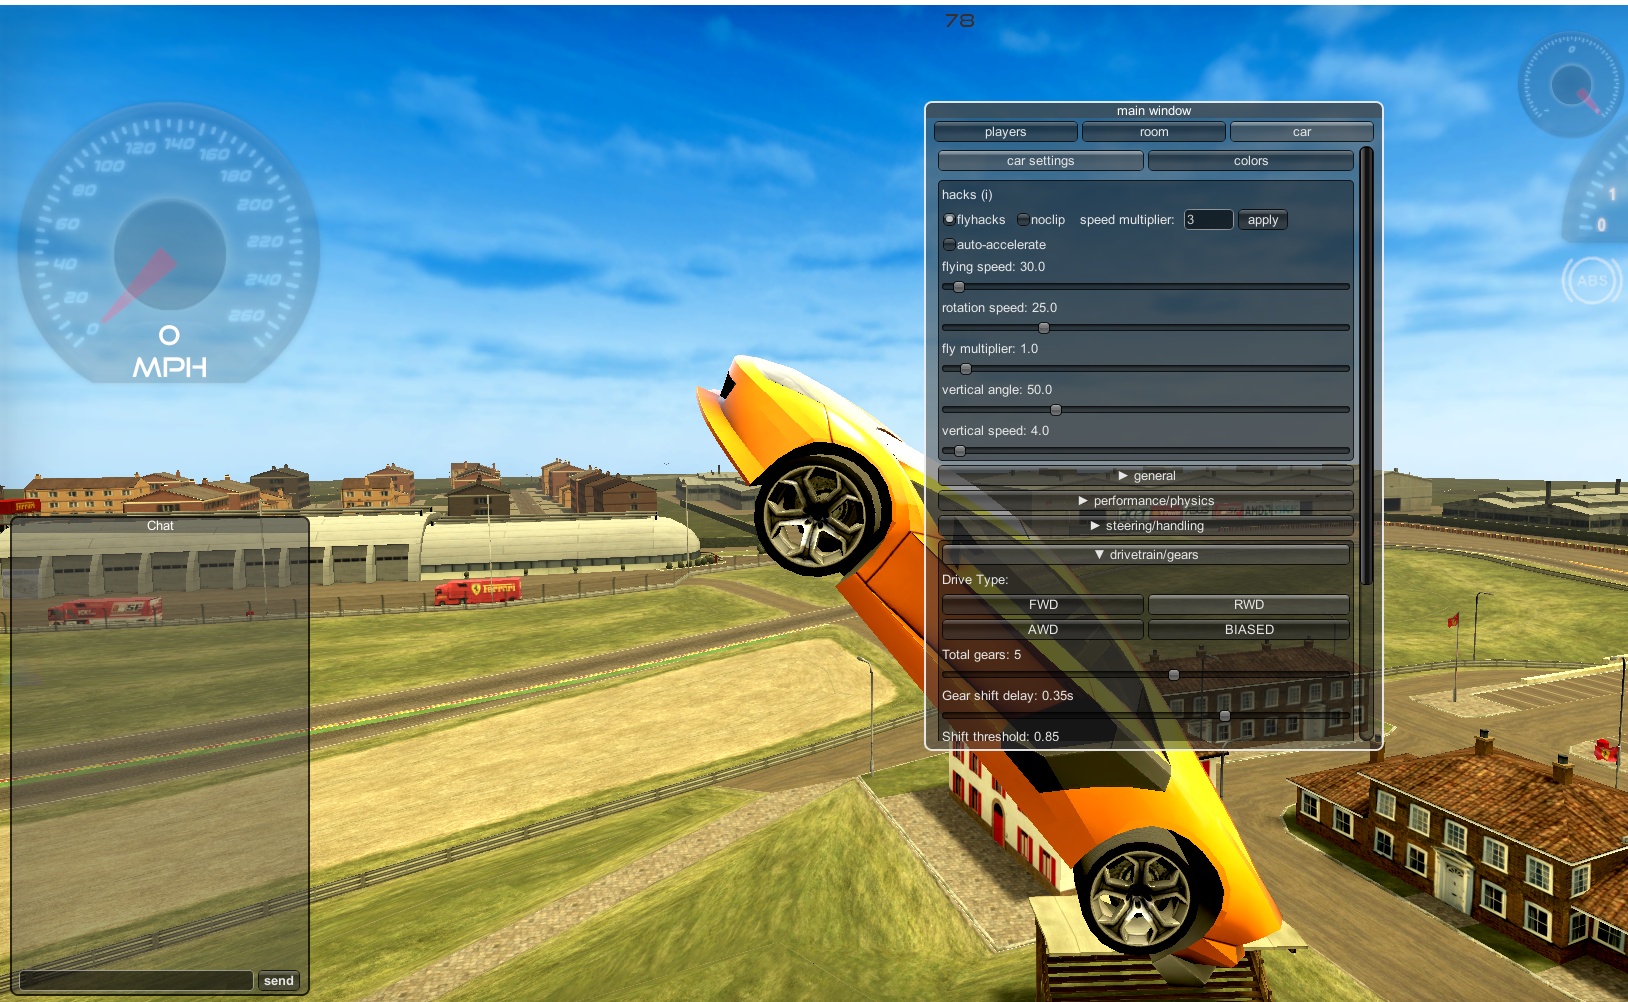 78
main window
players room car
car settings colors
hacks (i)
flyhacks noclip speed multiplier: 3 apply
auto-accelerate
flying speed: 30.0
rotation speed: 25.0
fly multiplier: 1.0
vertical angle: 50.0
vertical speed: 4.0
► general
► performance/physics
► steering/handling
▼ drivetrain/gears
Drive Type:
FWD RWD
AWD BIASED
Total gears: 5
Gear shift delay: 0.35s
Shift threshold: 0.85
0 20 40 60 80 100 120 140 160 180 200 220 240 260
0
MPH
0
1
0
ABS
Chat
send
Ferrari